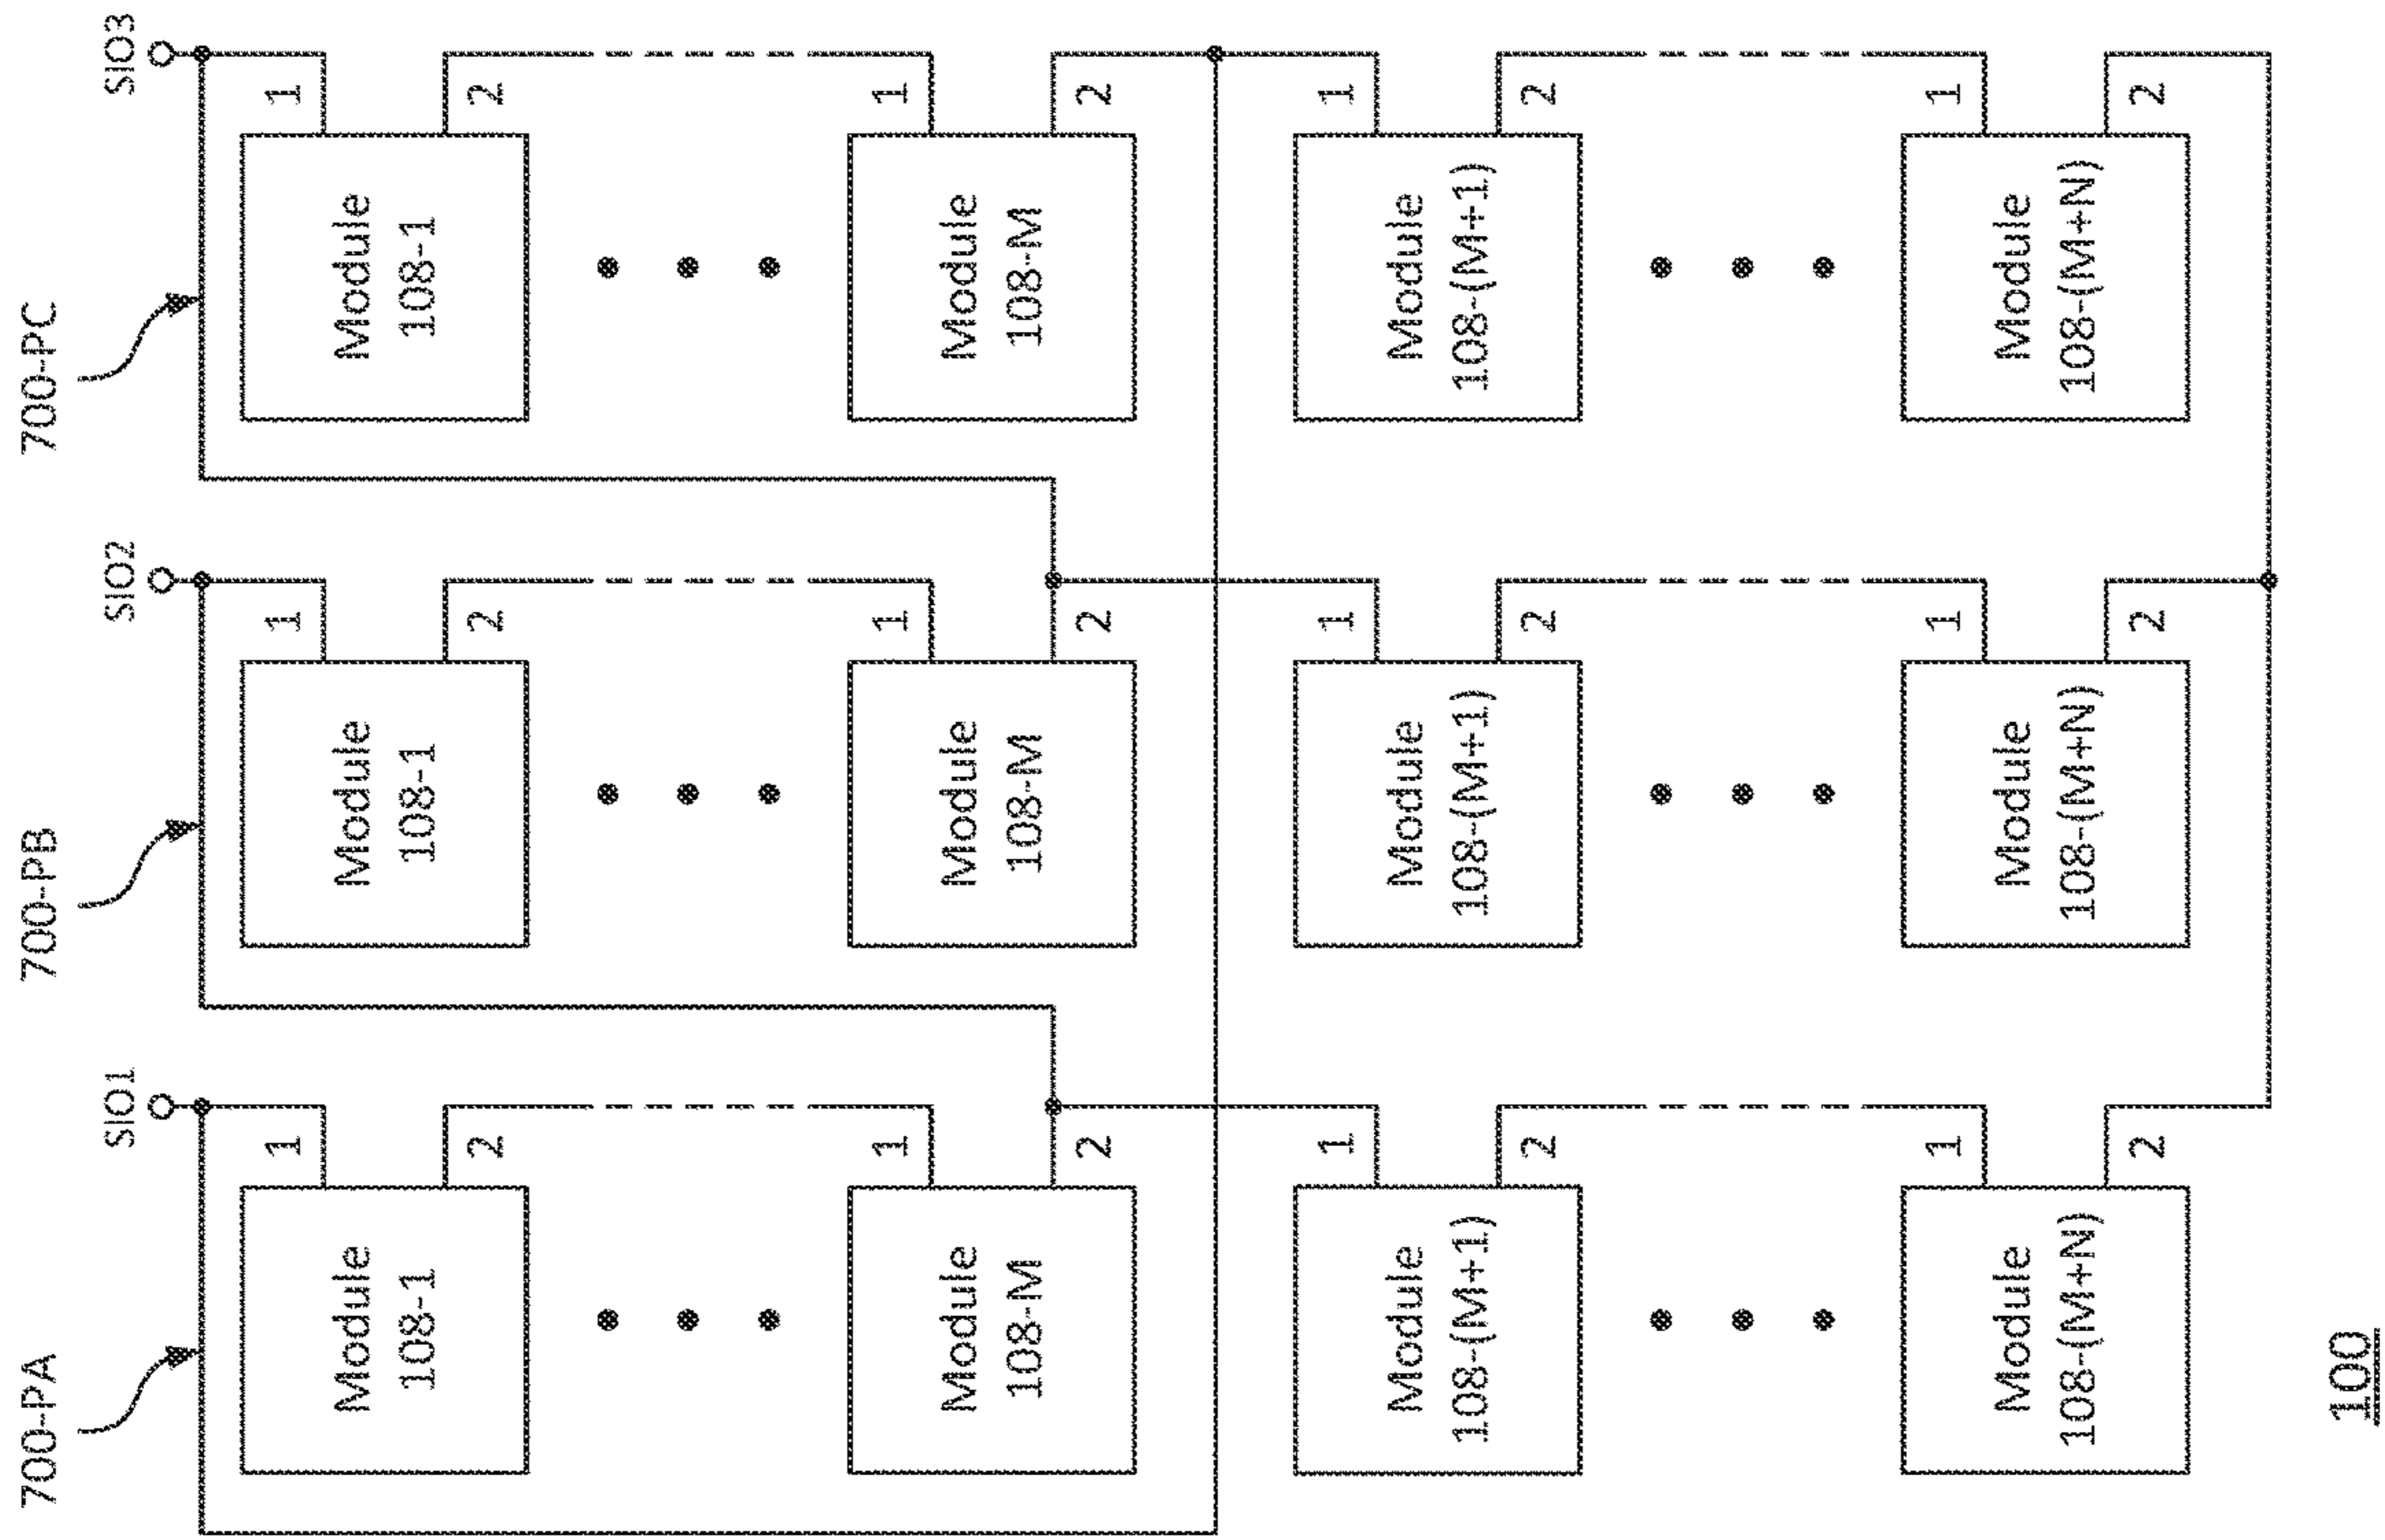 700-PA
700-PB
700-PC
SIO1
SIO2
SIO3
1
Module
108-1
2
1
Module
108-1
2
1
Module
108-1
2
1
Module
108-M
2
1
Module
108-M
2
1
Module
108-M
2
1
Module
108-(M+1)
2
1
Module
108-(M+1)
2
1
Module
108-(M+1)
2
1
Module
108-(M+N)
2
1
Module
108-(M+N)
2
1
Module
108-(M+N)
2
100